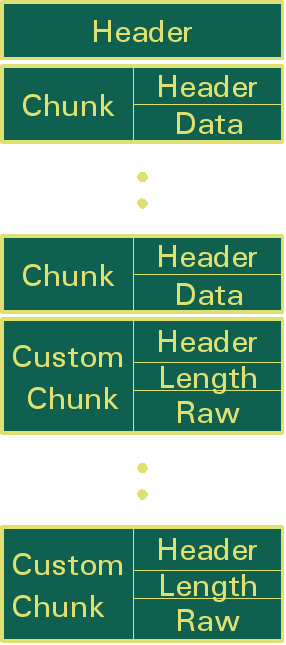 Header
Chunk
Header
Data
Chunk
Header
Data
Custom
Chunk
Header
Length
Raw
Custom
Chunk
Header
Length
Raw